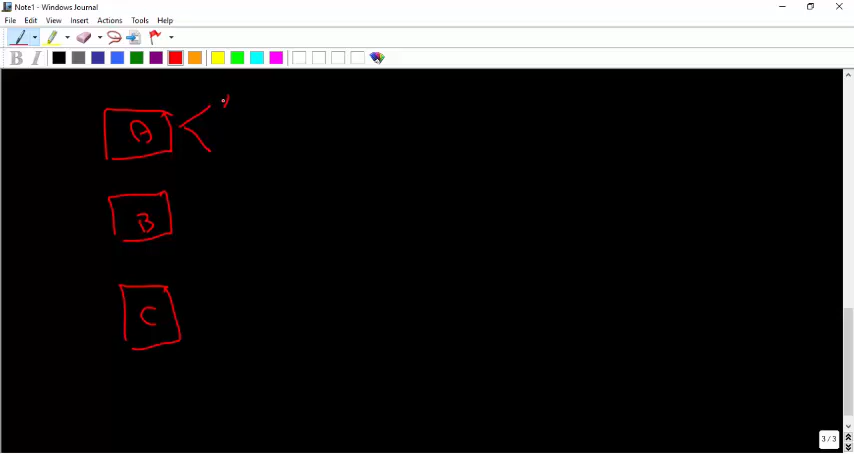 Note1 - Windows Journal
File Edit View Insert Actions Tools Help
B I
A
B
C
3 / 3